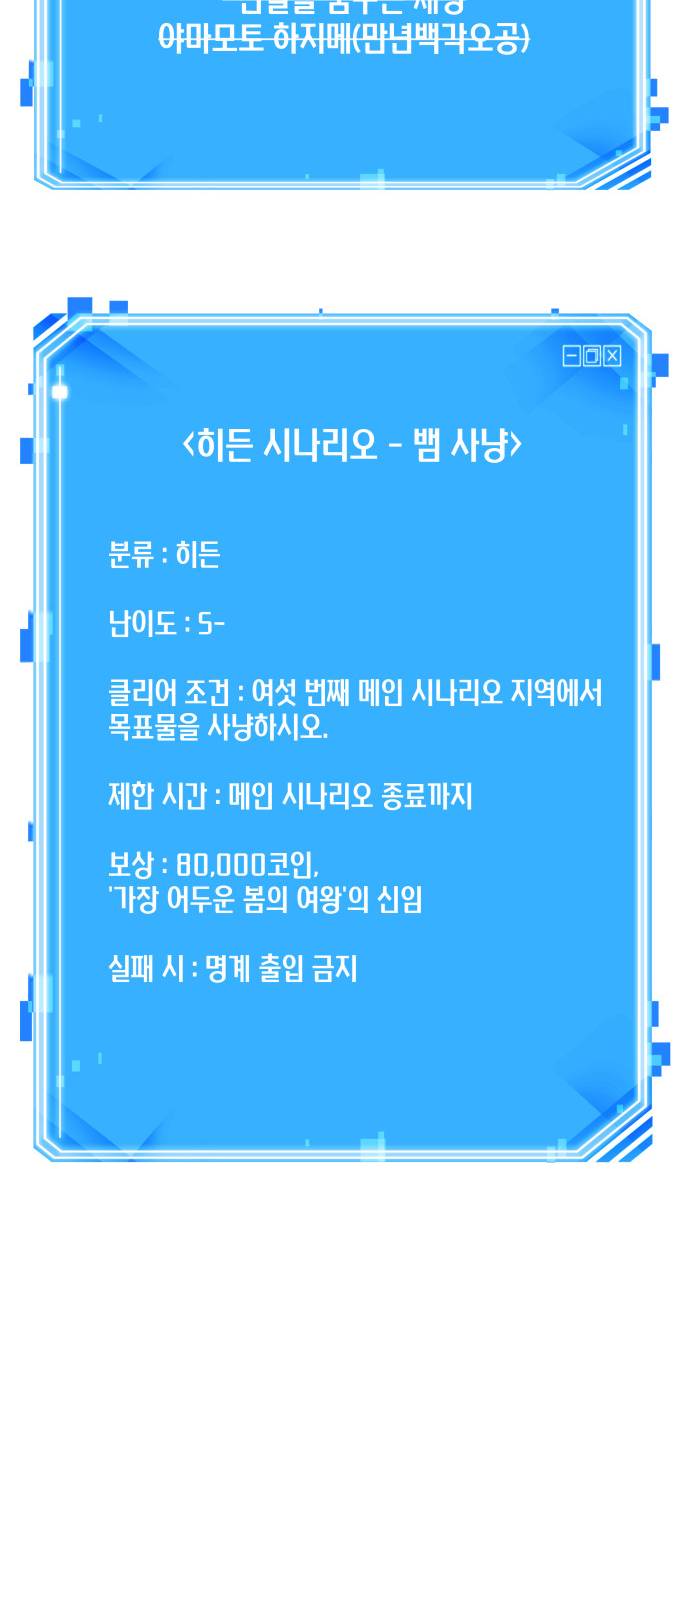 야마모토 하지메(만년백각오공)
<히든 시나리오 - 뱀 사냥>
분류 : 히든
난이도 : S-
클리어 조건 : 여섯 번째 메인 시나리오 지역에서
목표물을 사냥하시오.
제한 시간 : 메인 시나리오 종료까지
보상 : 80,000코인,
'가장 어두운 봄의 여왕'의 신임
실패 시 : 명계 출입 금지